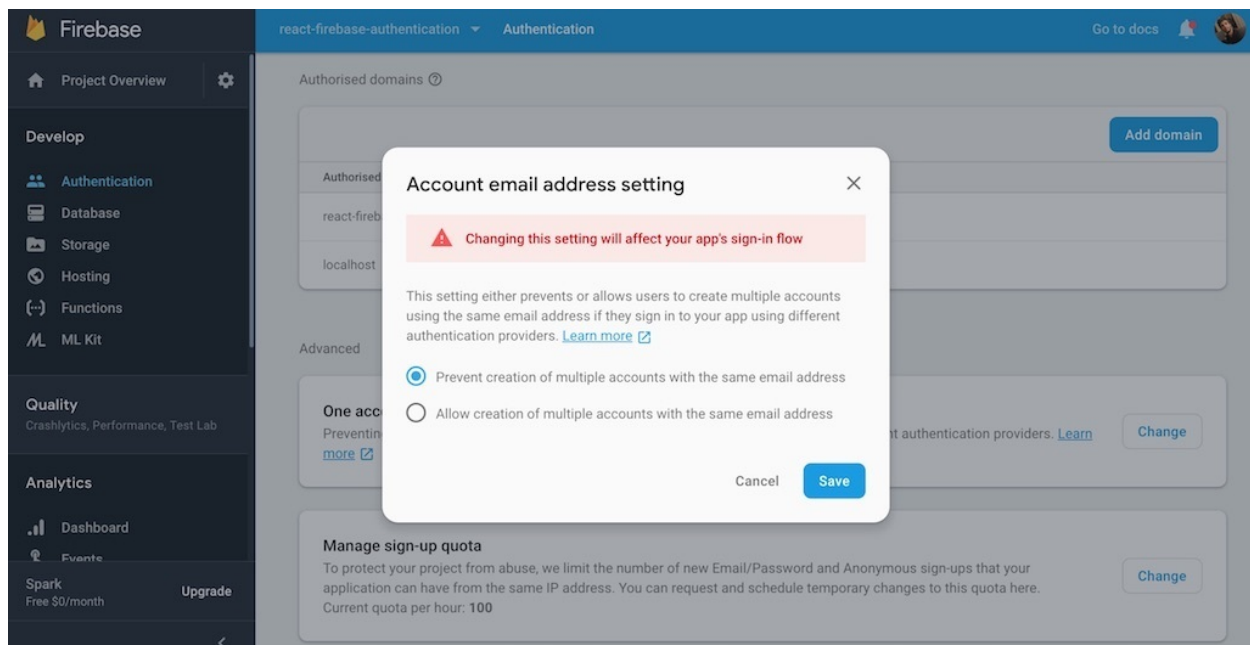 Firebase
react-firebase-authentication Authentication Go to docs
Project Overview
Authorised domains
Develop
Add domain
Authentication
Database
Storage
Hosting
Functions
ML Kit
Authorised
react-fireb
localhost
Account email address setting
Changing this setting will affect your app's sign-in flow
This setting either prevents or allows users to create multiple accounts
using the same email address if they sign in to your app using different
authentication providers. Learn more
Prevent creation of multiple accounts with the same email address
Allow creation of multiple accounts with the same email address
Cancel Save
Advanced
One acc
Preventin nt authentication providers. Learn
more
Change
Quality
Crashlytics, Performance, Test Lab
Analytics
Dashboard
Events
Spark
Free $0/month
Upgrade
Manage sign-up quota
To protect your project from abuse, we limit the number of new Email/Password and Anonymous sign-ups that your
application can have from the same IP address. You can request and schedule temporary changes to this quota here.
Current quota per hour: 100
Change